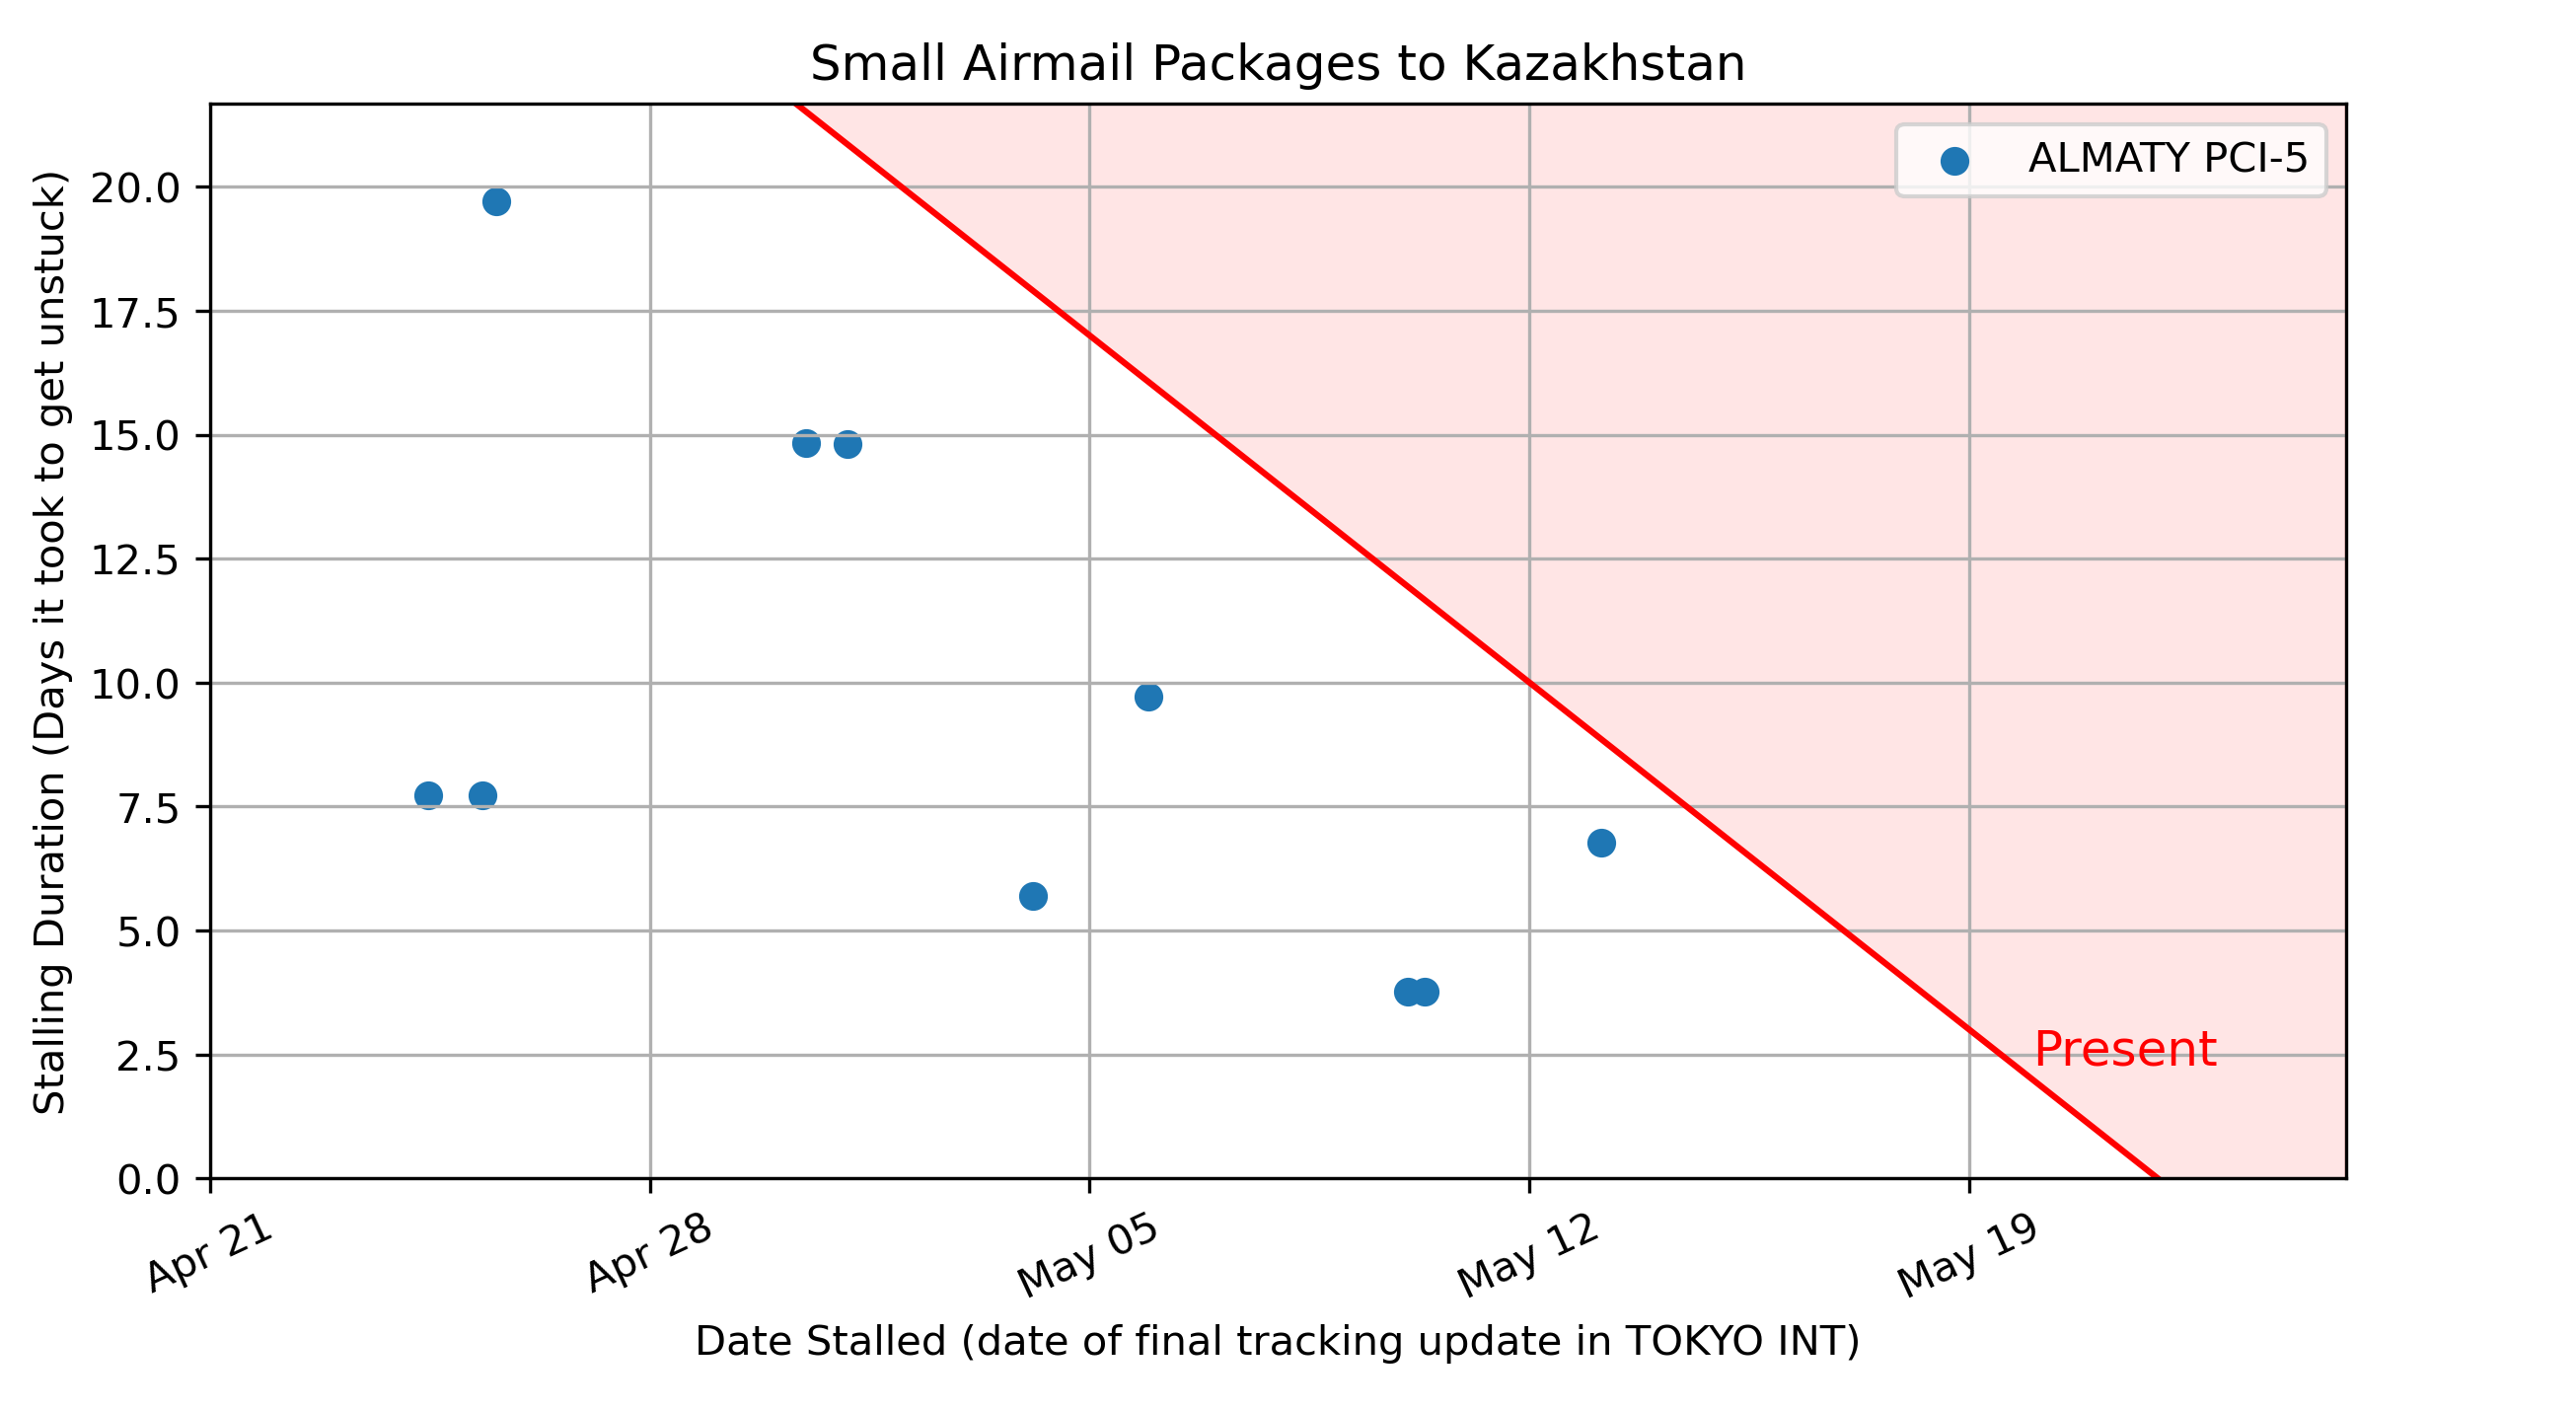 Small Airmail Packages to Kazakhstan
ALMATY PCI-5
Stalling Duration (Days it took to get unstuck)
20.0
17.5
15.0
12.5
10.0
7.5
5.0
2.5
0.0
Present
Apr 21
Apr 28
May 05
May 12
May 19
Date Stalled (date of final tracking update in TOKYO INT)